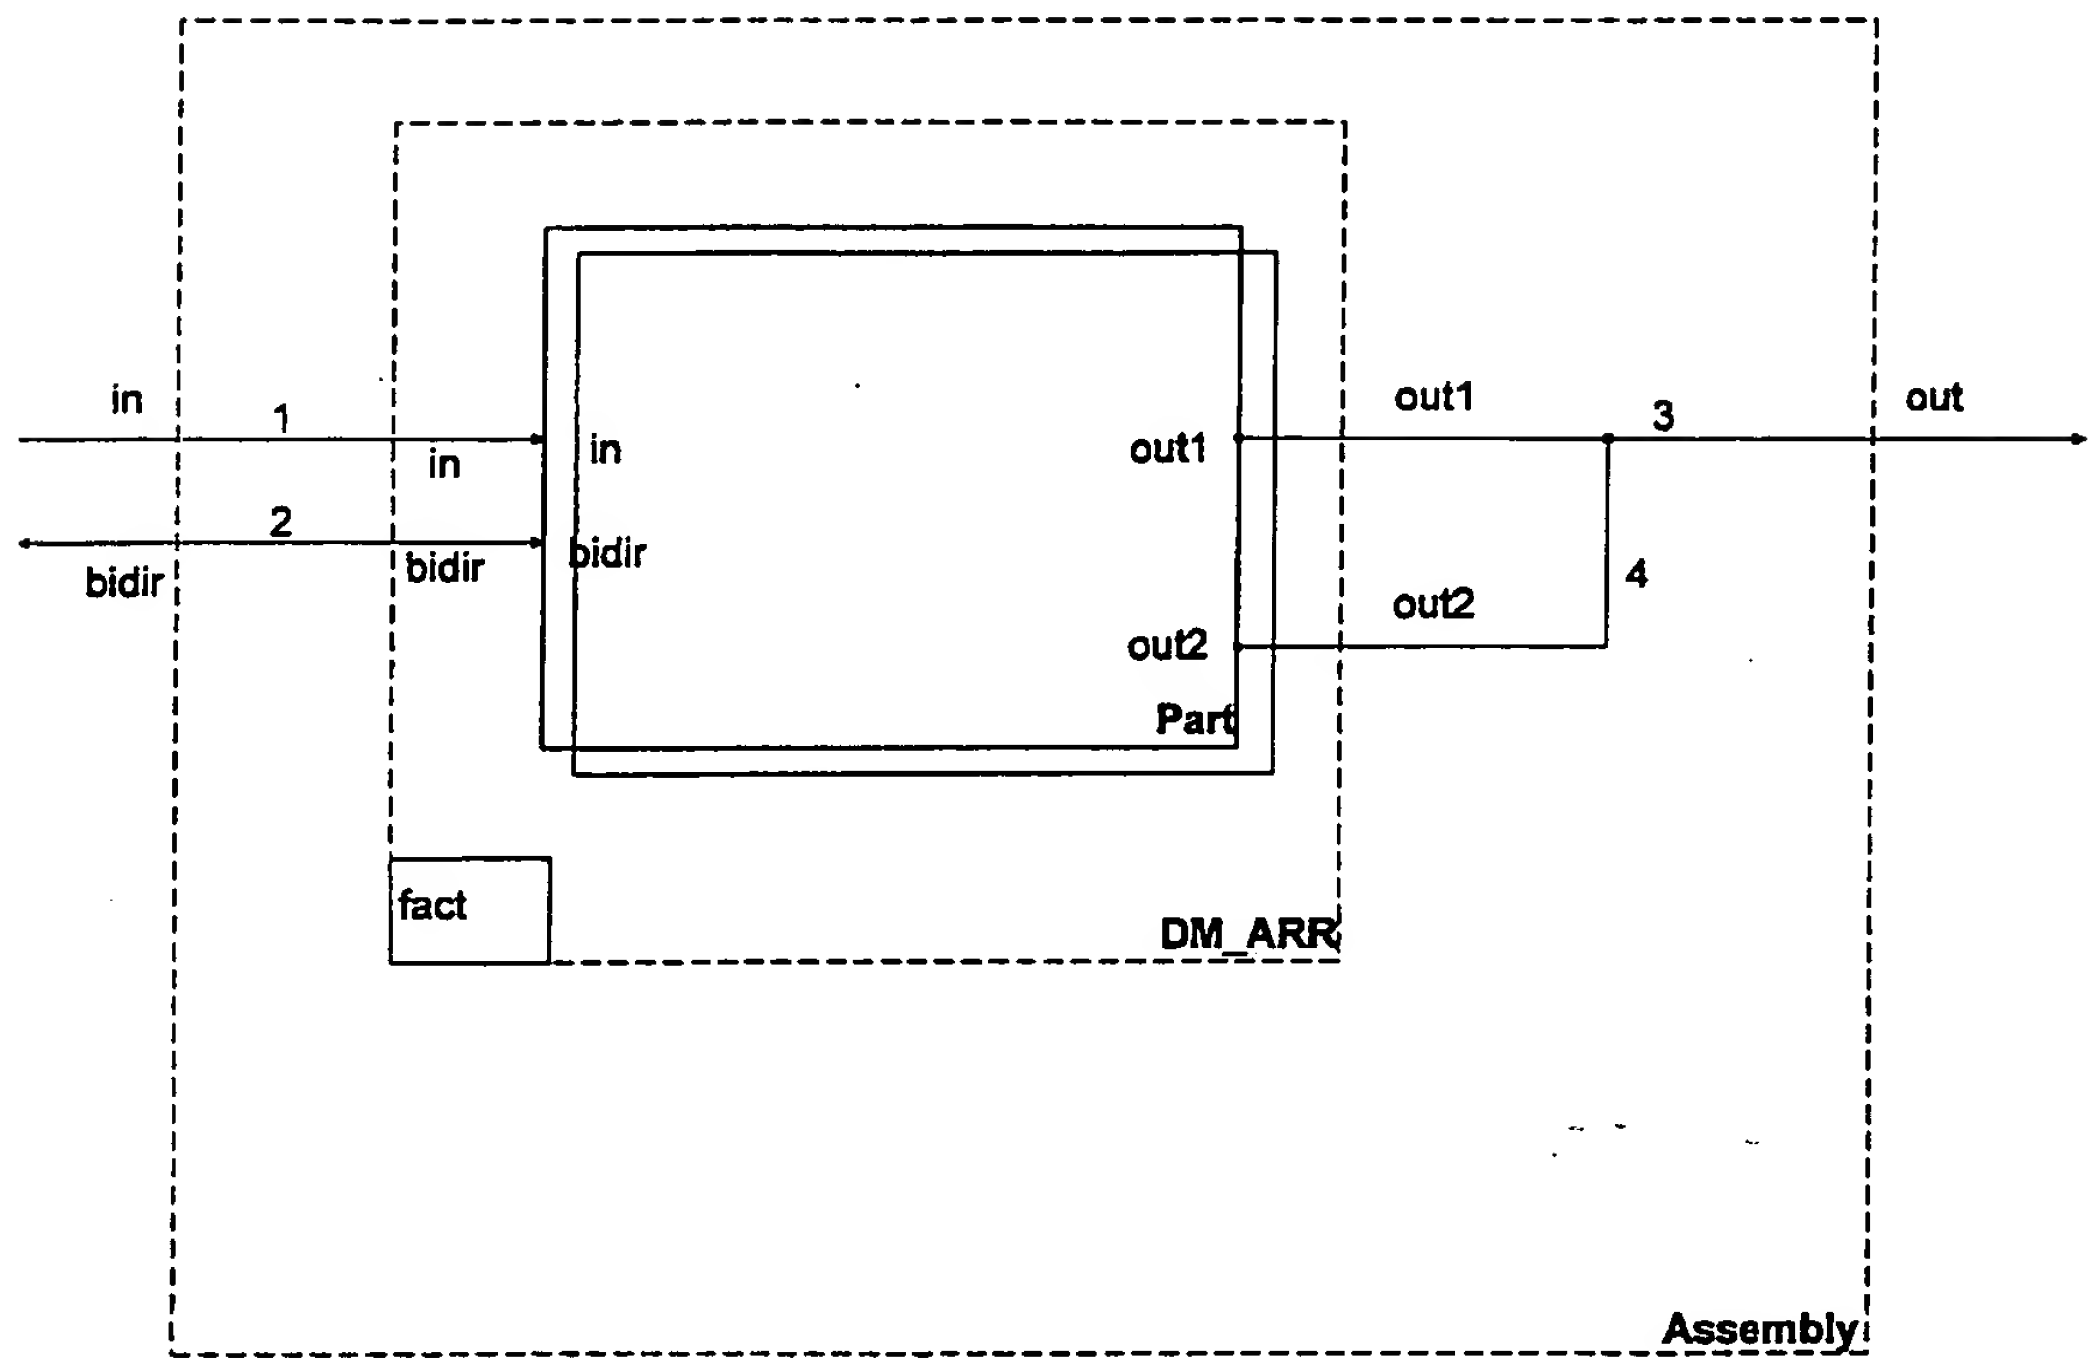 in
1
out1
3
out
in
in
out1
2
bidir
bidir
bidir
4
out2
out2
Part
fact
DM_ARR
Assembly